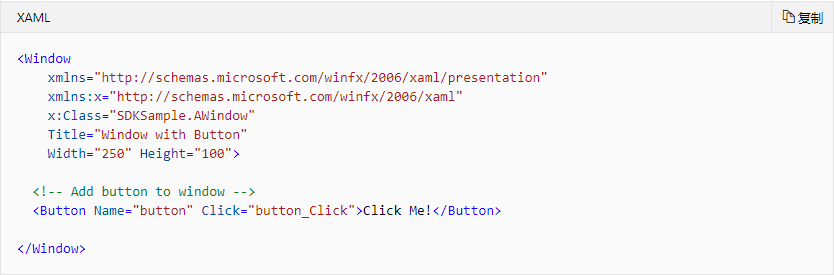 XAML
复制
<Window
    xmlns="http://schemas.microsoft.com/winfx/2006/xaml/presentation"
    xmlns:x="http://schemas.microsoft.com/winfx/2006/xaml"
    x:Class="SDKSample.AWindow"
    Title="Window with Button"
    Width="250" Height="100">

  <!-- Add button to window -->
  <Button Name="button" Click="button_Click">Click Me!</Button>

</Window>